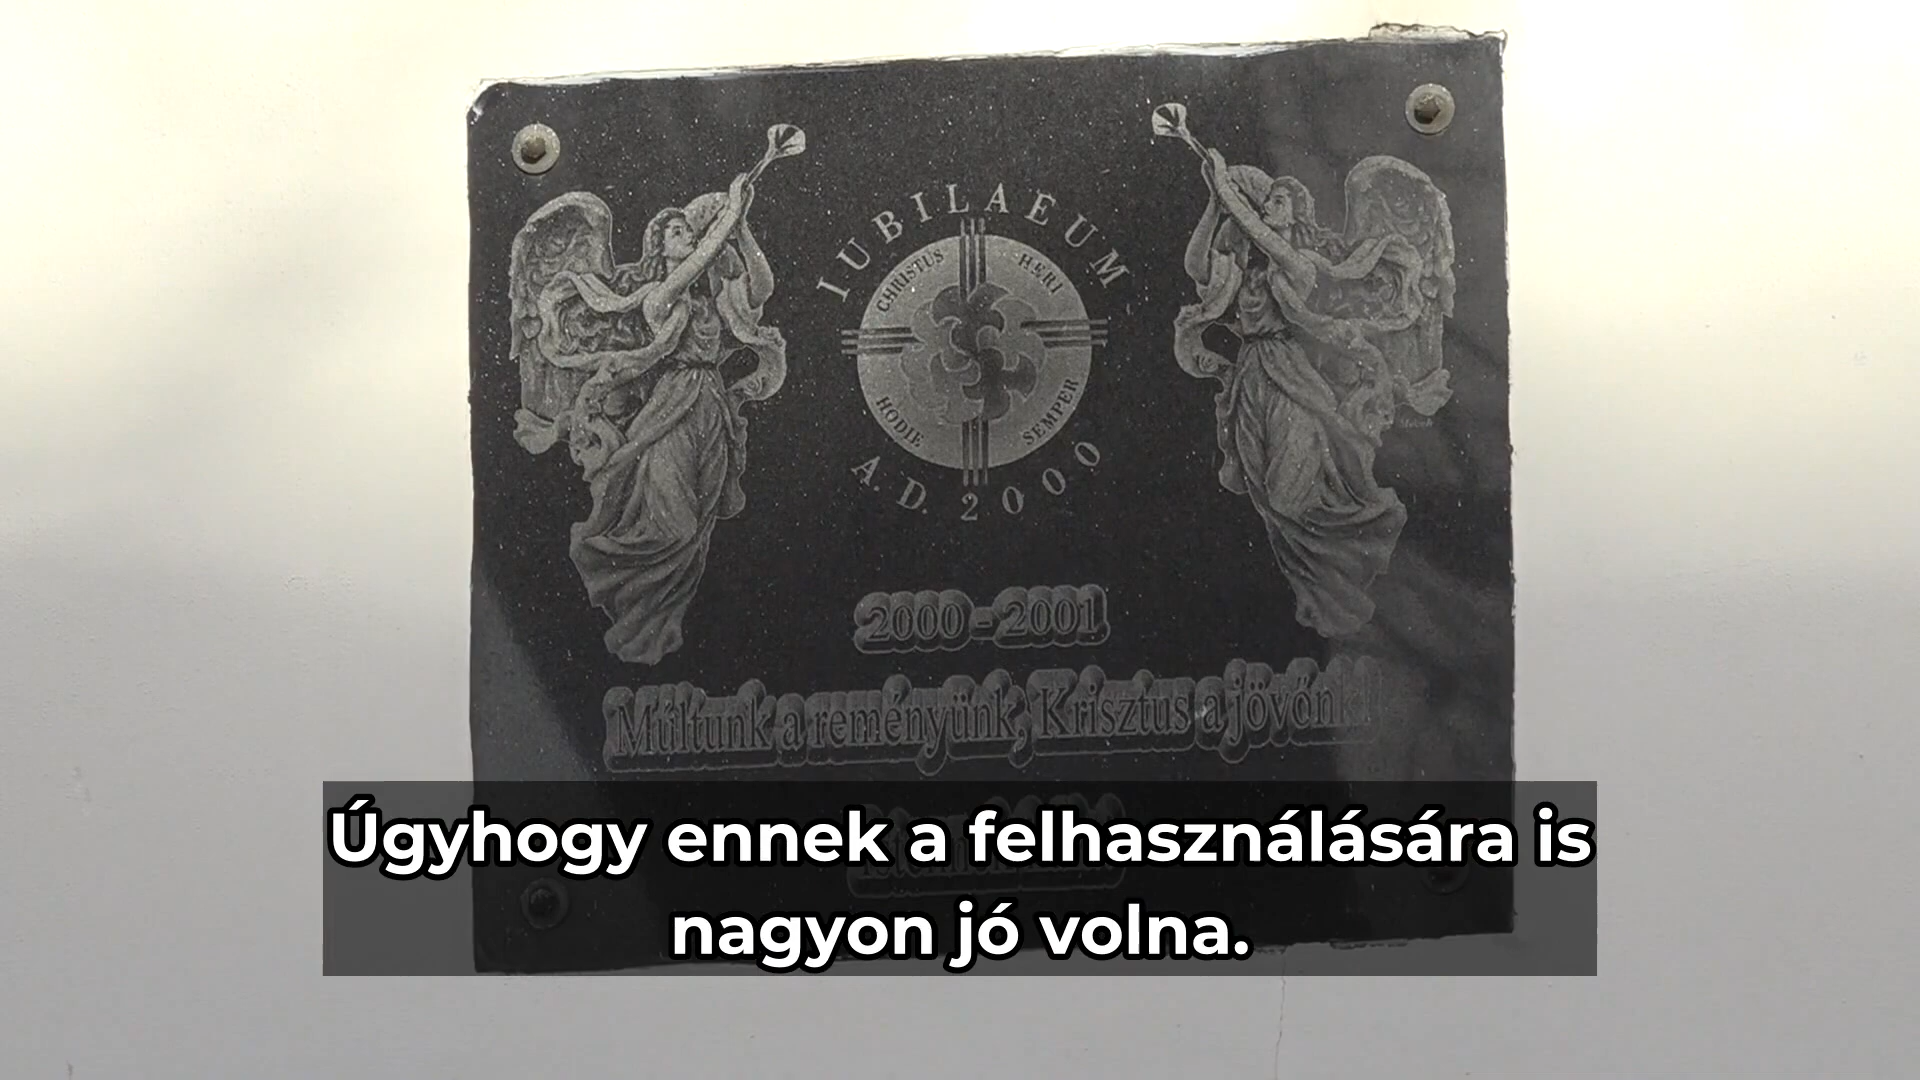 IUBILAEUM
CHRISTUS HERI
HODIE SEMPER
A.D. 2000
2000 - 2001
Múltunk a reményünk, Krisztus a jövőnk!
Úgyhogy ennek a felhasználására is
nagyon jó volna.